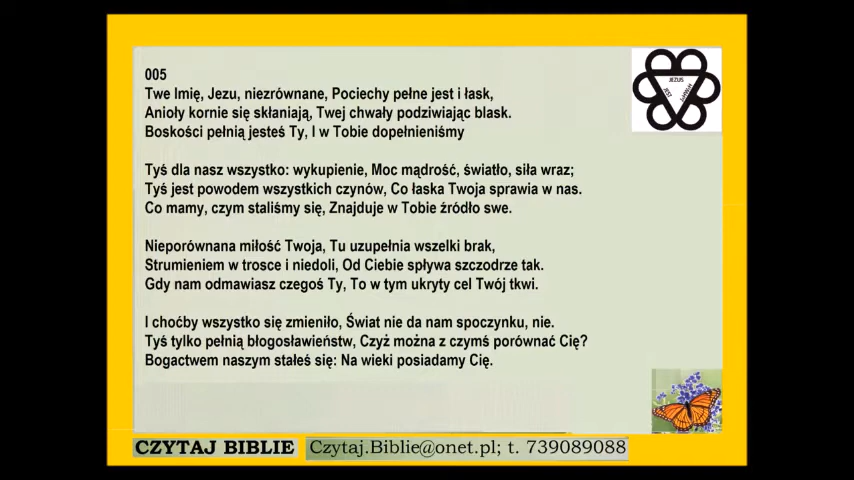 005
Twe Imię, Jezu, niezrównane, Pociechy pełne jest i łask,
Anioły kornie się skłaniają, Twej chwały podziwiając blask.
Boskości pełnią jesteś Ty, I w Tobie dopełnieniśmy
Tyś dla nasz wszystko: wykupienie, Moc mądrość, światło, siła wraz;
Tyś jest powodem wszystkich czynów, Co łaska Twoja sprawia w nas.
Co mamy, czym staliśmy się, Znajduje w Tobie źródło swe.
Nieporównana miłość Twoja, Tu uzupełnia wszelki brak,
Strumieniem w trosce i niedoli, Od Ciebie spływa szczodrze tak.
Gdy nam odmawiasz czegoś Ty, To w tym ukryty cel Twój tkwi.
I choćby wszystko się zmieniło, Świat nie da nam spoczynku, nie.
Tyś tylko pełnią błogosławieństw, Czyż można z czymś porównać Cię?
Bogactwem naszym stałeś się: Na wieki posiadamy Cię.
JEZUS
JEST
CZYTAJ BIBLIE
Czytaj.Biblie@onet.pl; t. 739089088